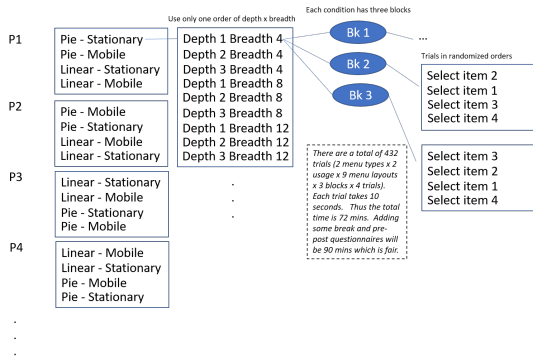 Use only one order of depth x breadth
Each condition has three blocks
P1
Pie - Stationary
Pie - Mobile
Linear - Stationary
Linear - Mobile
P2
Pie - Mobile
Pie - Stationary
Linear - Mobile
Linear - Stationary
P3
Linear - Stationary
Linear - Mobile
Pie - Stationary
Pie - Mobile
P4
Linear - Mobile
Linear - Stationary
Pie - Mobile
Pie - Stationary
.
.
.
Depth 1 Breadth 4
Depth 2 Breadth 4
Depth 3 Breadth 4
Depth 1 Breadth 8
Depth 2 Breadth 8
Depth 3 Breadth 8
Depth 1 Breadth 12
Depth 2 Breadth 12
Depth 3 Breadth 12
.
.
.
Bk 1
Bk 2
Bk 3
...
Trials in randomized orders
Select item 2
Select item 1
Select item 3
Select item 4
Select item 3
Select item 2
Select item 1
Select item 4
There are a total of 432
trials (2 menu types x 2
usage x 9 menu layouts
x 3 blocks x 4 trials).
Each trial takes 10
seconds. Thus the total
time is 72 mins. Adding
some break and pre-
post questionnaires will
be 90 mins which is fair.